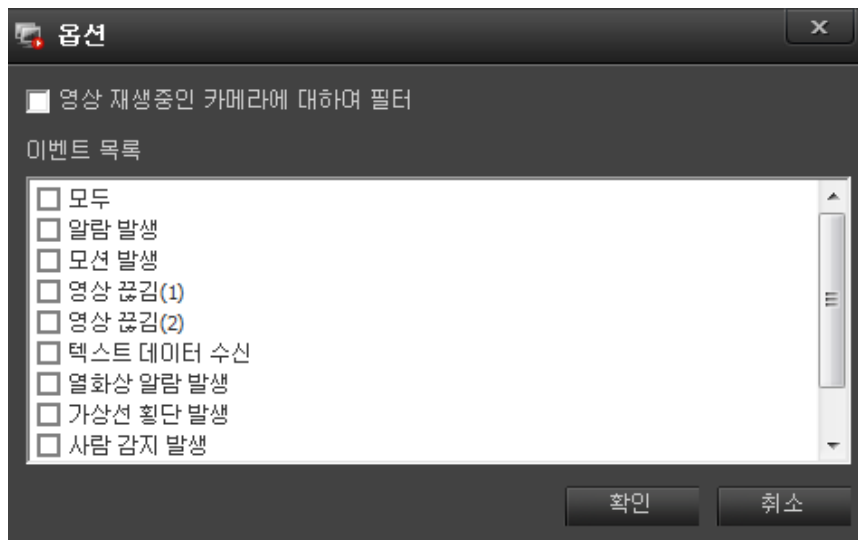 옵션
영상 재생중인 카메라에 대하여 필터
이벤트 목록
모두
알람 발생
모션 발생
영상 끊김(1)
영상 끊김(2)
텍스트 데이터 수신
열화상 알람 발생
가상선 횡단 발생
사람 감지 발생
확인 취소